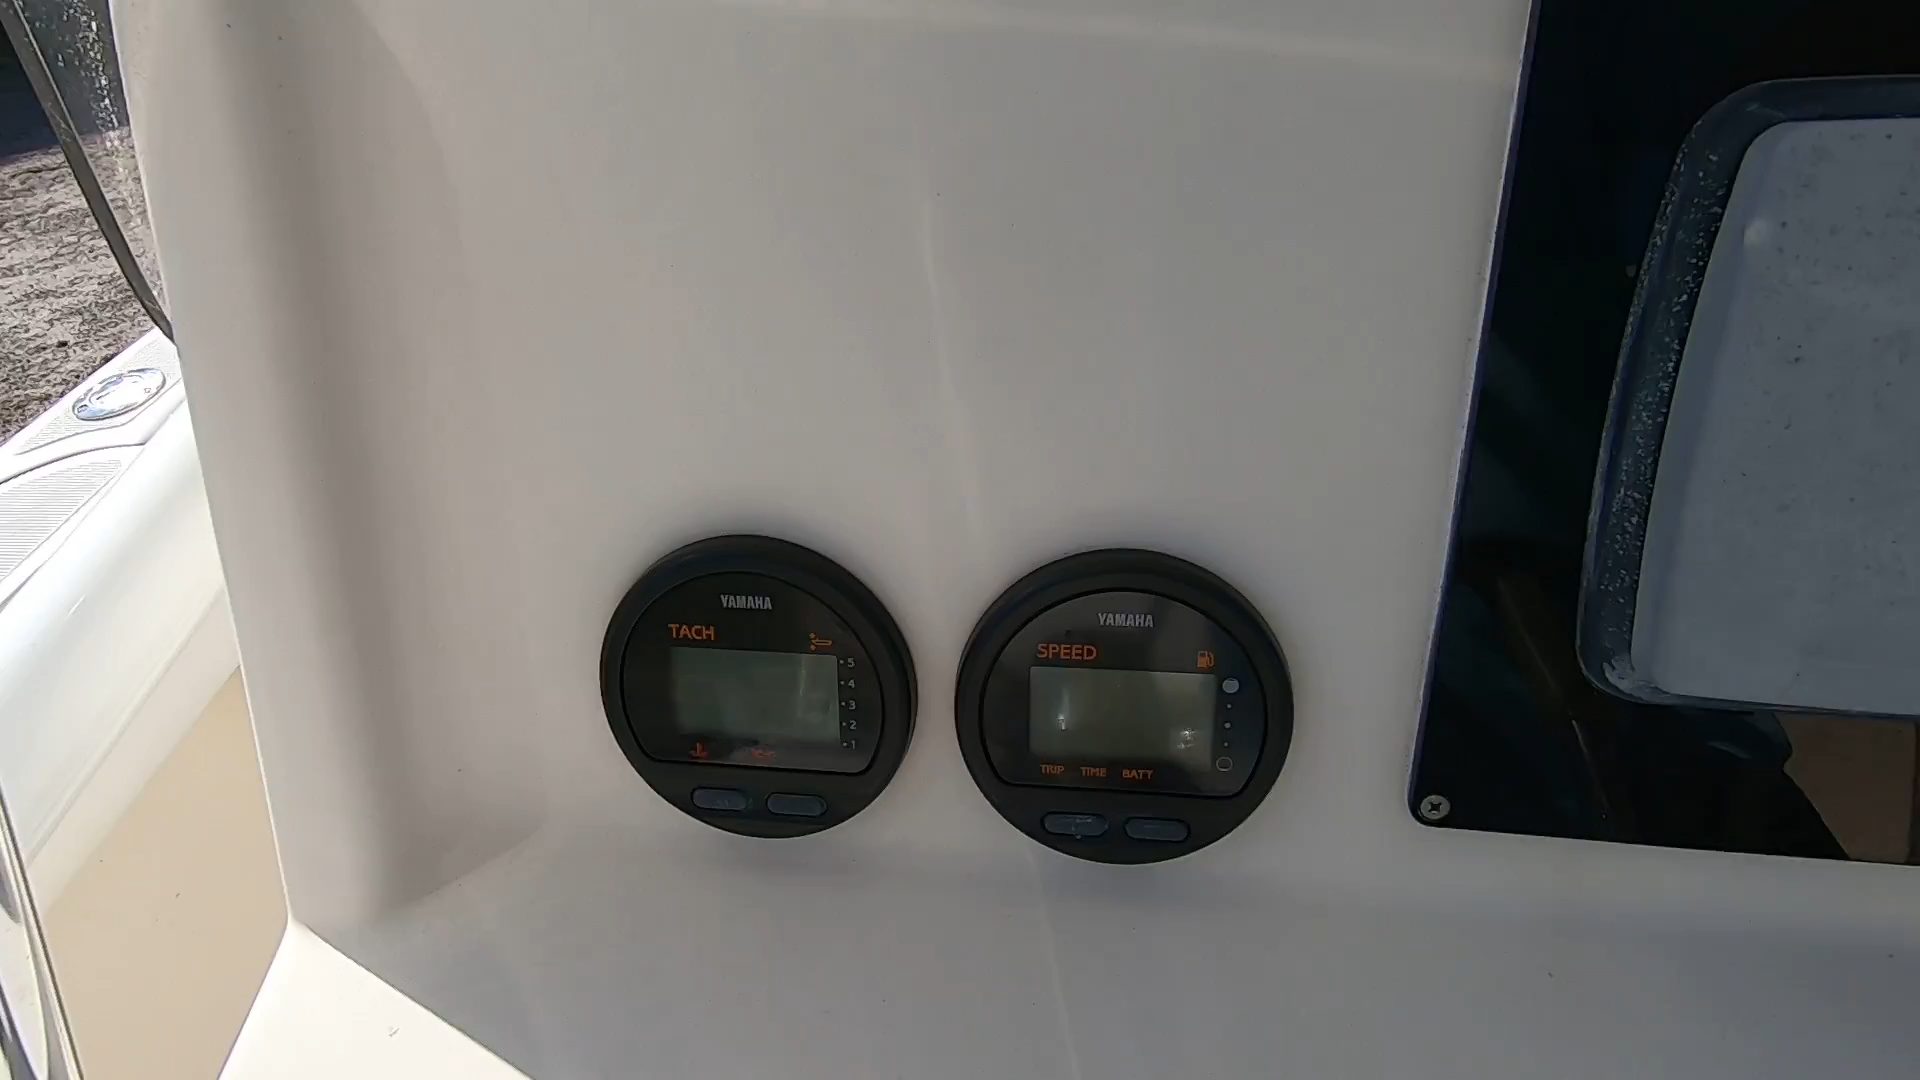 YAMAHA
TACH
5
4
3
2
1
YAMAHA
SPEED
TRIP TIME BATT